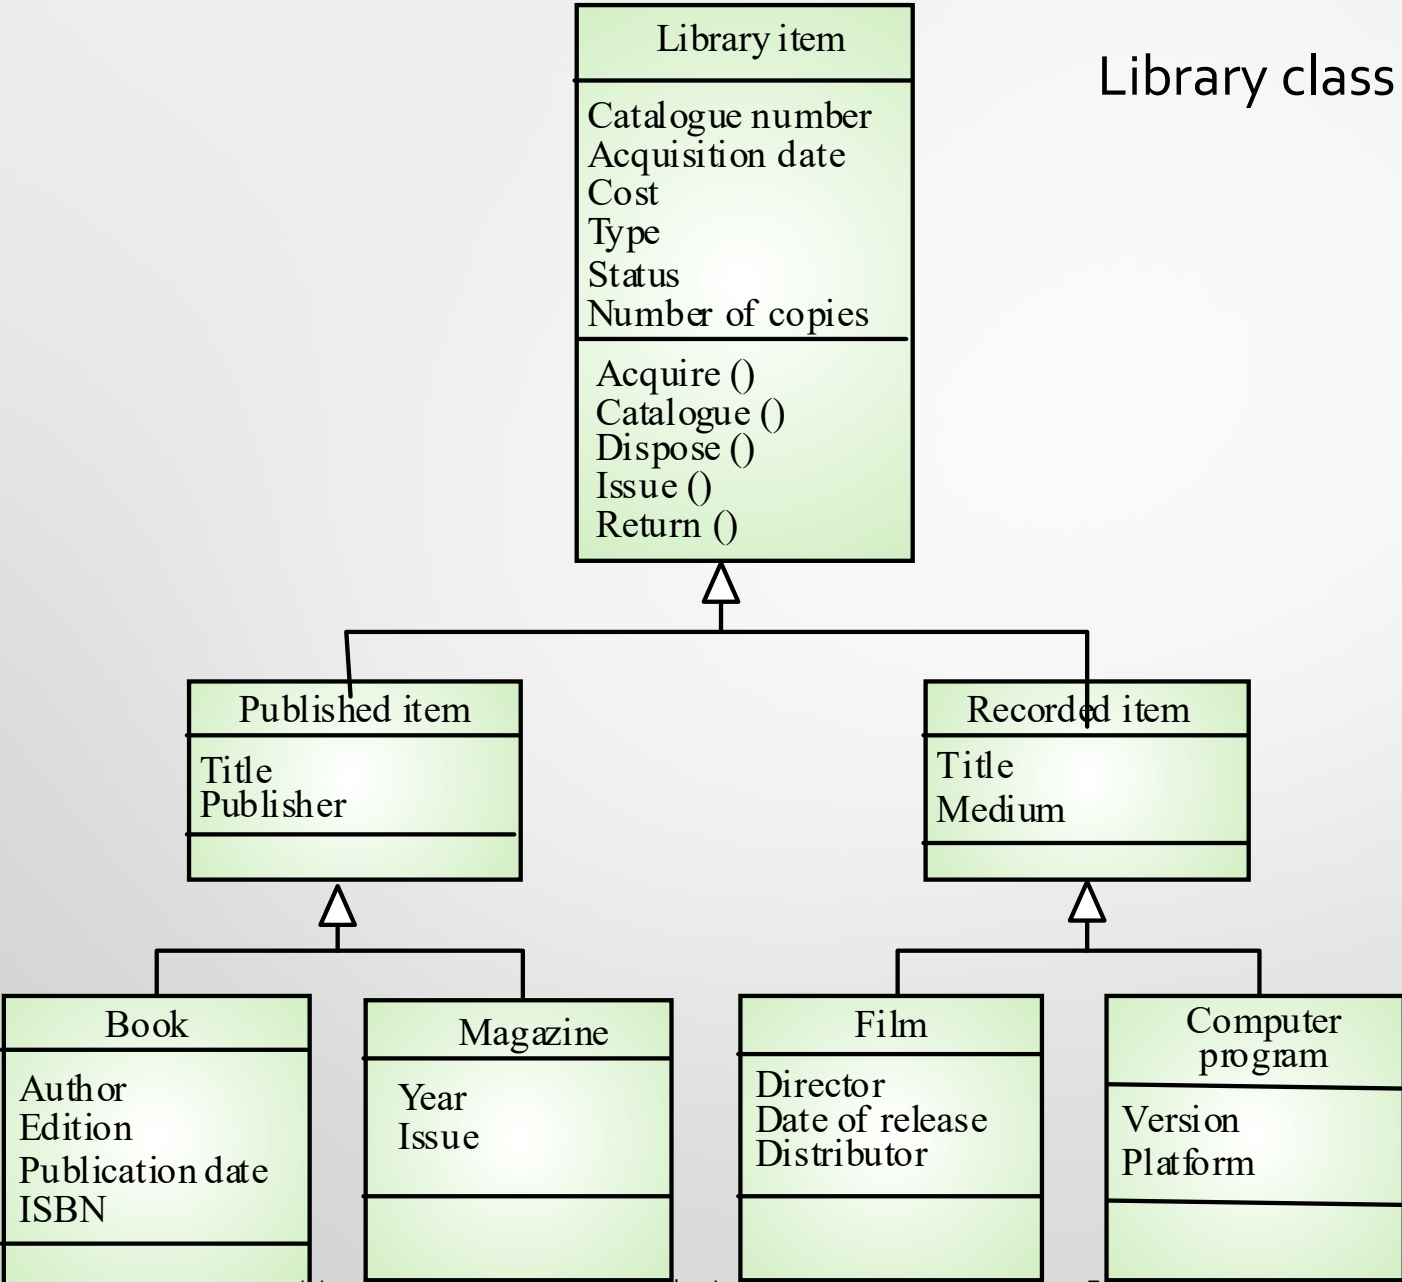 Library class
Library item
Catalogue number
Acquisition date
Cost
Type
Status
Number of copies
Acquire ()
Catalogue ()
Dispose ()
Issue ()
Return ()
Published item
Title
Publisher
Recorded item
Title
Medium
Book
Author
Edition
Publication date
ISBN
Magazine
Year
Issue
Film
Director
Date of release
Distributor
Computer
program
Version
Platform